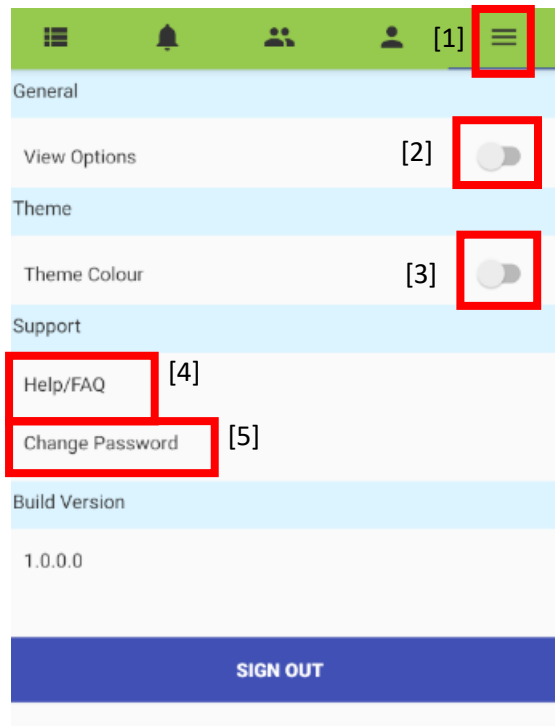 [1]
General
View Options [2]
Theme
Theme Colour [3]
Support
Help/FAQ [4]
Change Password [5]
Build Version
1.0.0.0
SIGN OUT